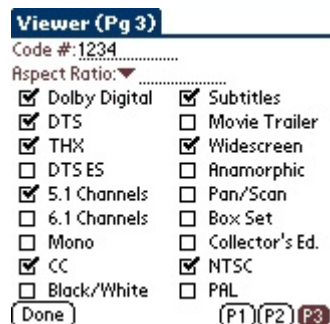 Viewer (Pg 3)
Code #: 1234
Aspect Ratio:
Dolby Digital Subtitles
DTS Movie Trailer
THX Widescreen
DTS ES Anamorphic
5.1 Channels Pan/Scan
6.1 Channels Box Set
Mono Collector's Ed.
CC NTSC
Black/White PAL
Done P1 P2 P3